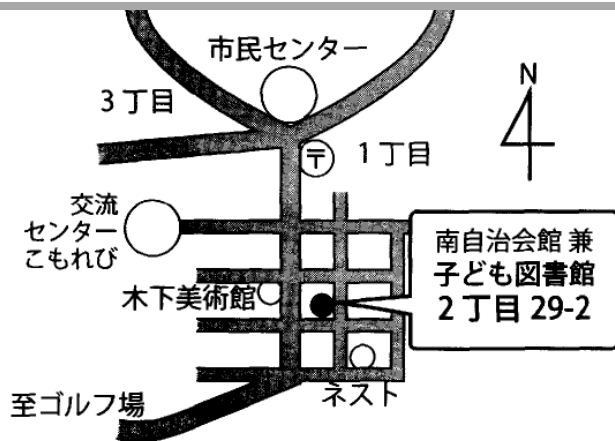 市民センター
N
3丁目
〒
1丁目
交流
センター
こもれび
南自治会館 兼
子ども図書館
2丁目 29-2
木下美術館
ネスト
至ゴルフ場